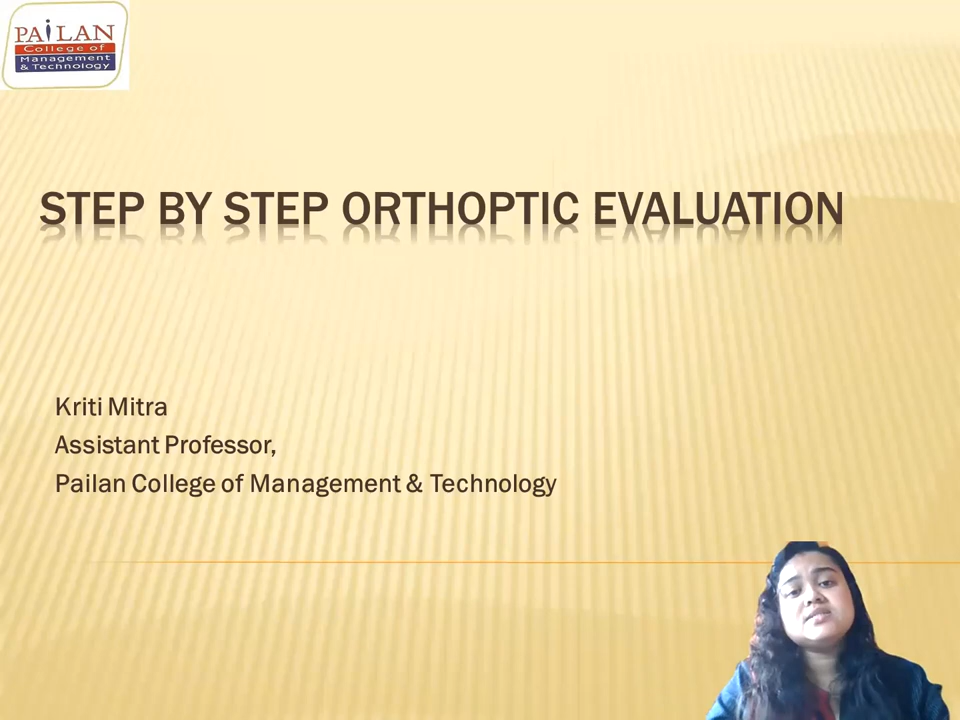 PAiLAN
College of
Management
& Technology
STEP BY STEP ORTHOPTIC EVALUATION
Kriti Mitra
Assistant Professor,
Pailan College of Management & Technology